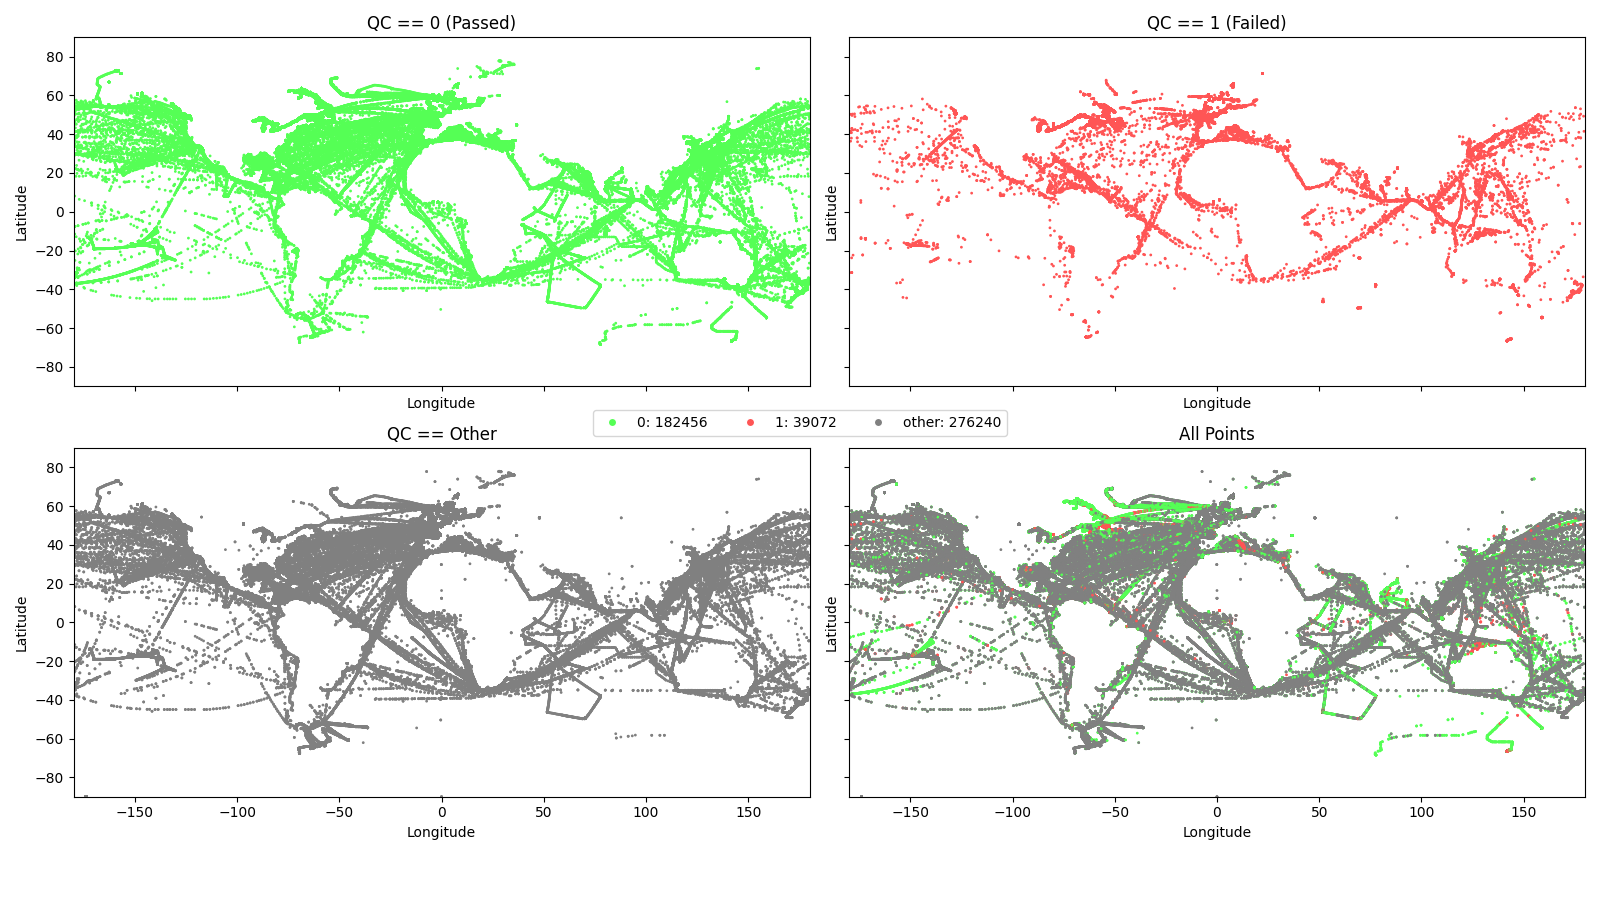 QC == 0 (Passed)
QC == 1 (Failed)
80
60
40
20
0
−20
−40
−60
−80
Latitude
Latitude
Longitude
Longitude
0: 182456
1: 39072
other: 276240
QC == Other
All Points
80
60
40
20
0
−20
−40
−60
−80
Latitude
Latitude
−150
−100
−50
0
50
100
150
−150
−100
−50
0
50
100
150
Longitude
Longitude